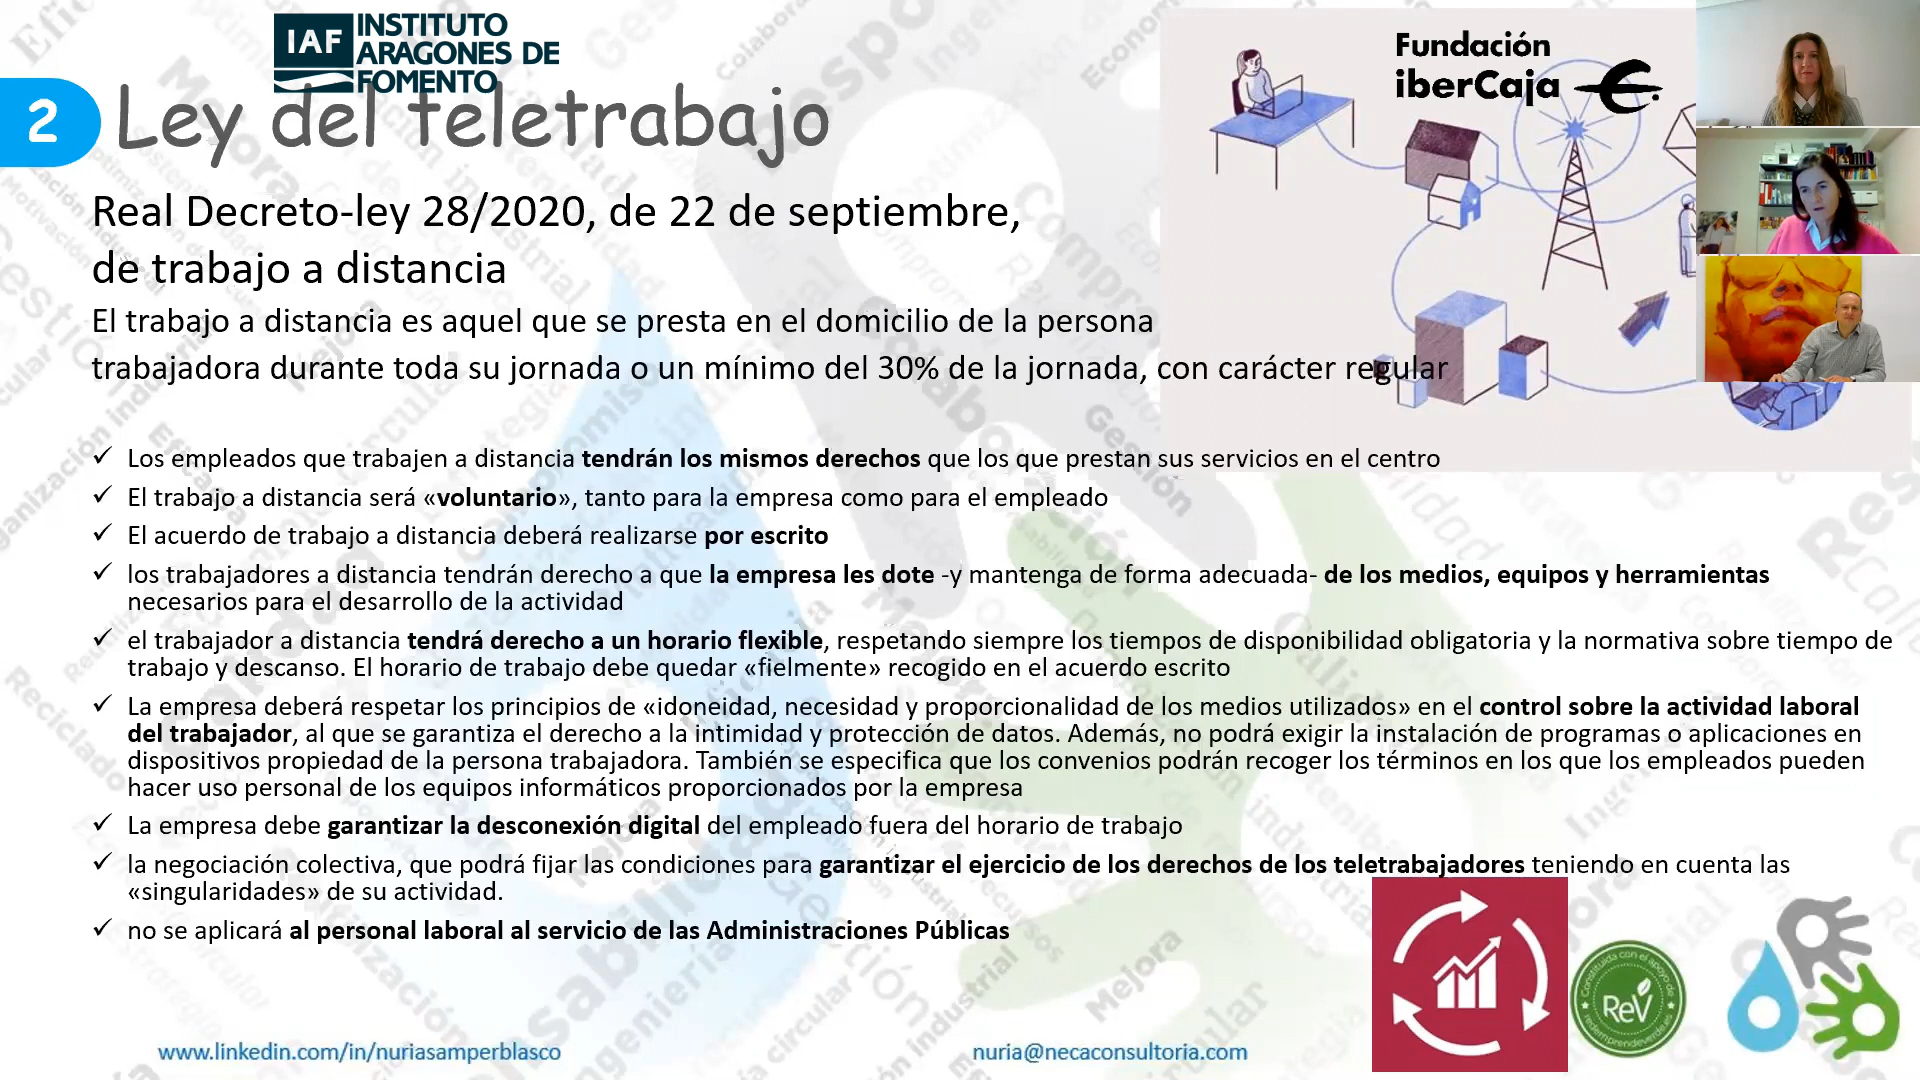 IAF
INSTITUTO
ARAGONES DE
FOMENTO
Fundación
iberCaja
2
Ley del teletrabajo
Real Decreto-ley 28/2020, de 22 de septiembre,
de trabajo a distancia
El trabajo a distancia es aquel que se presta en el domicilio de la persona
trabajadora durante toda su jornada o un mínimo del 30% de la jornada, con carácter regular
✓ Los empleados que trabajen a distancia tendrán los mismos derechos que los que prestan sus servicios en el centro
✓ El trabajo a distancia será «voluntario», tanto para la empresa como para el empleado
✓ El acuerdo de trabajo a distancia deberá realizarse por escrito
✓ los trabajadores a distancia tendrán derecho a que la empresa les dote -y mantenga de forma adecuada- de los medios, equipos y herramientas
necesarios para el desarrollo de la actividad
✓ el trabajador a distancia tendrá derecho a un horario flexible, respetando siempre los tiempos de disponibilidad obligatoria y la normativa sobre tiempo de
trabajo y descanso. El horario de trabajo debe quedar «fielmente» recogido en el acuerdo escrito
✓ La empresa deberá respetar los principios de «idoneidad, necesidad y proporcionalidad de los medios utilizados» en el control sobre la actividad laboral
del trabajador, al que se garantiza el derecho a la intimidad y protección de datos. Además, no podrá exigir la instalación de programas o aplicaciones en
dispositivos propiedad de la persona trabajadora. También se especifica que los convenios podrán recoger los términos en los que los empleados pueden
hacer uso personal de los equipos informáticos proporcionados por la empresa
✓ La empresa debe garantizar la desconexión digital del empleado fuera del horario de trabajo
✓ la negociación colectiva, que podrá fijar las condiciones para garantizar el ejercicio de los derechos de los teletrabajadores teniendo en cuenta las
«singularidades» de su actividad.
✓ no se aplicará al personal laboral al servicio de las Administraciones Públicas
Constituida con el apoyo de
ReV
redemprendeverde.es
www.linkedin.com/in/nuriasamperblasco
nuria@necaconsultoria.com